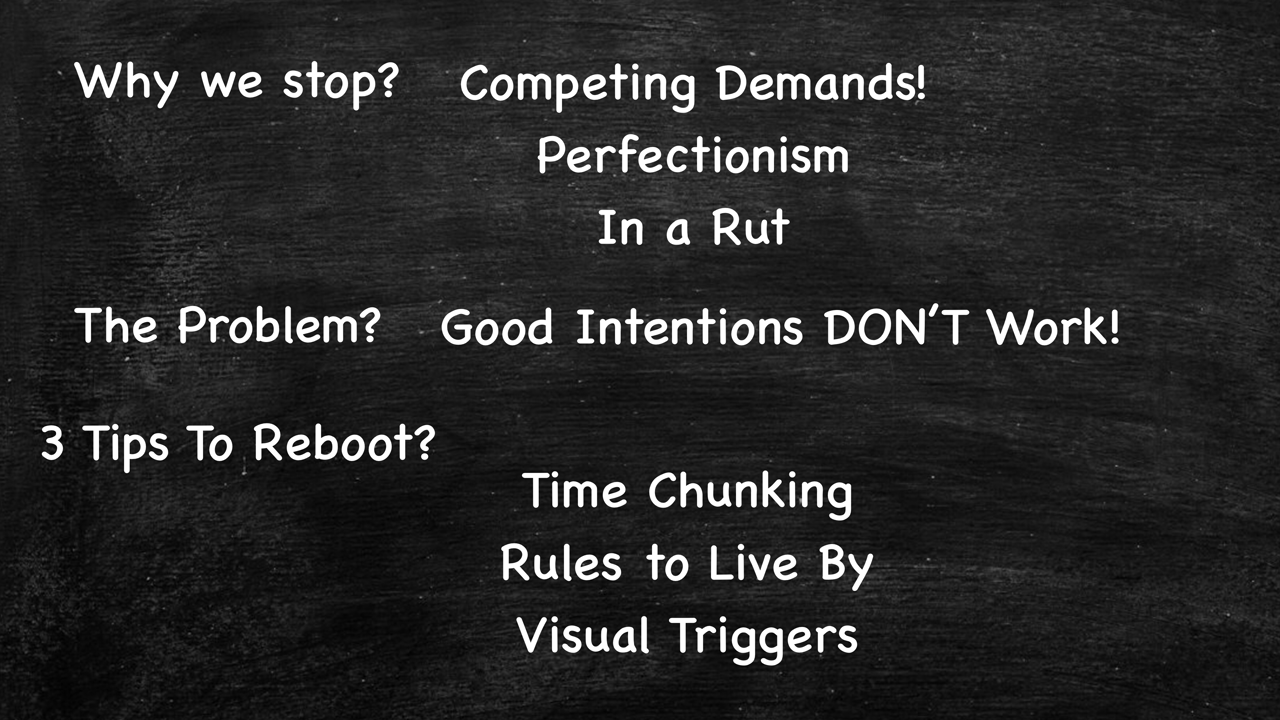 Why we stop? Competing Demands!
Perfectionism
In a Rut
The Problem? Good Intentions DON'T Work!
3 Tips To Reboot?
Time Chunking
Rules to Live By
Visual Triggers